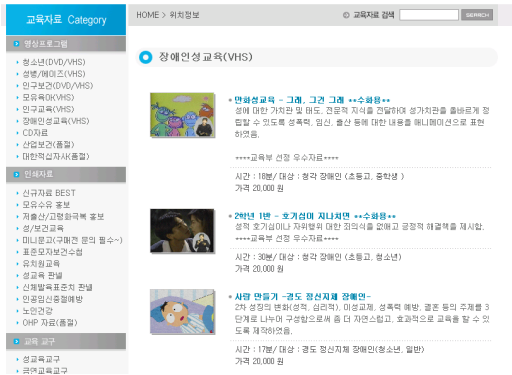 교육자료 Category
HOME > 위치정보
교육자료 검색
SEARCH
영상프로그램
청소년(DVD/VHS)
성병/에이즈(VHS)
인구보건(DVD/VHS)
모유육아(VHS)
인구교육(VHS)
장애인성교육(VHS)
CD자료
산업보건(품절)
대한적십자사(품절)
인쇄자료
신규자료 BEST
모유수유 홍보
저출산/고령화극복 홍보
성/보건교육
미니문고(구매전 문의 필수~)
표준모자보건수첩
유치원교육
성교육 판넬
신체발육표준치 판넬
인공임신중절예방
노인건강
OHP 자료(품절)
교육 교구
성교육교구
금연교육교구
장애인성교육(VHS)
만화성교육 - 그래, 그건 그래 **수화용**
성에 대한 가치관 및 태도, 전문적 지식을 전달하여 성가치관을 올바르게 정
립할 수 있도록 성폭력, 임신, 출산 등에 대한 내용을 애니메이션으로 표현
하였음.
****교육부 선정 우수자료****
시간 : 18분/ 대상 : 청각 장애인 (초등고, 중학생 )
가격 20,000 원
2학년 1반 - 호기심이 지나치면 **수화용**
성적 호기심이나 자위행위 대한 죄의식을 없애고 긍정적 해결책을 제시함.
****교육부 선정 우수자료****
시간 : 30분/ 대상 : 청각 장애인 (초등고, 청소년)
가격 20,000 원
사람 만들기 -경도 정신지체 장애인-
2차 성징의 변화(성적, 심리적), 이성교제, 성폭력 예방, 결혼 등의 주제를 3
단계로 나누어 구성함으로써 좀 더 자연스럽고, 효과적으로 교육을 할 수 있
도록 제작하였음.
시간 : 17분/ 대상 : 경도 정신지체 장애인(청소년, 일반)
가격 20,000 원